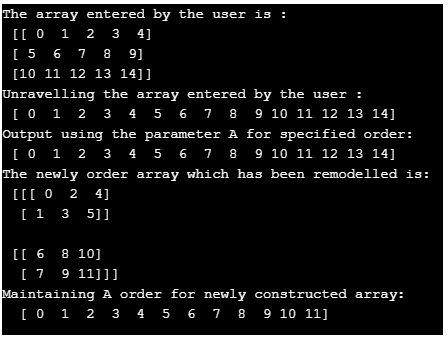 The array entered by the user is :
[[ 0 1 2 3 4]
[ 5 6 7 8 9]
[10 11 12 13 14]]
Unravelling the array entered by the user :
[ 0 1 2 3 4 5 6 7 8 9 10 11 12 13 14]
Output using the parameter A for specified order:
[ 0 1 2 3 4 5 6 7 8 9 10 11 12 13 14]
The newly order array which has been remodelled is:
[[[ 0 2 4]
[ 1 3 5]]
[[ 6 8 10]
[ 7 9 11]]]
Maintaining A order for newly constructed array:
[ 0 1 2 3 4 5 6 7 8 9 10 11]